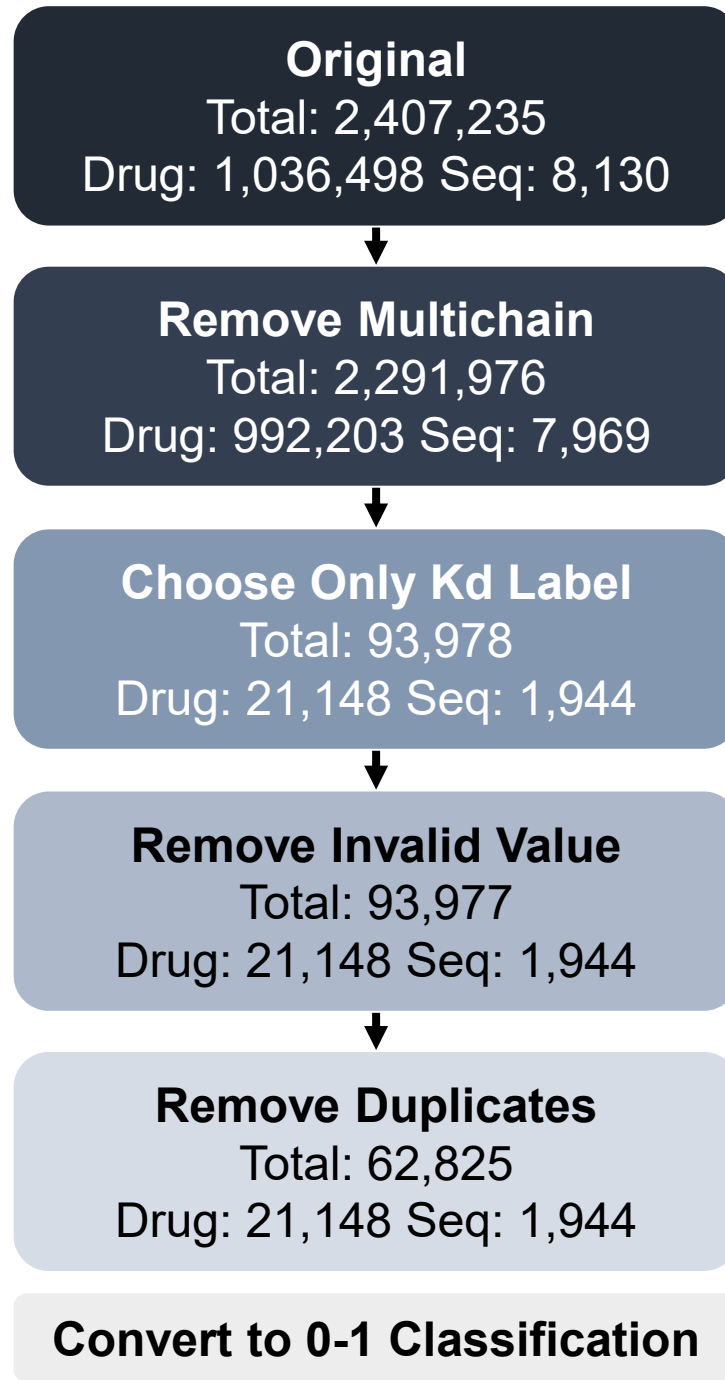 Original
Total: 2,407,235
Drug: 1,036,498 Seq: 8,130
Remove Multichain
Total: 2,291,976
Drug: 992,203 Seq: 7,969
Choose Only Kd Label
Total: 93,978
Drug: 21,148 Seq: 1,944
Remove Invalid Value
Total: 93,977
Drug: 21,148 Seq: 1,944
Remove Duplicates
Total: 62,825
Drug: 21,148 Seq: 1,944
Convert to 0-1 Classification